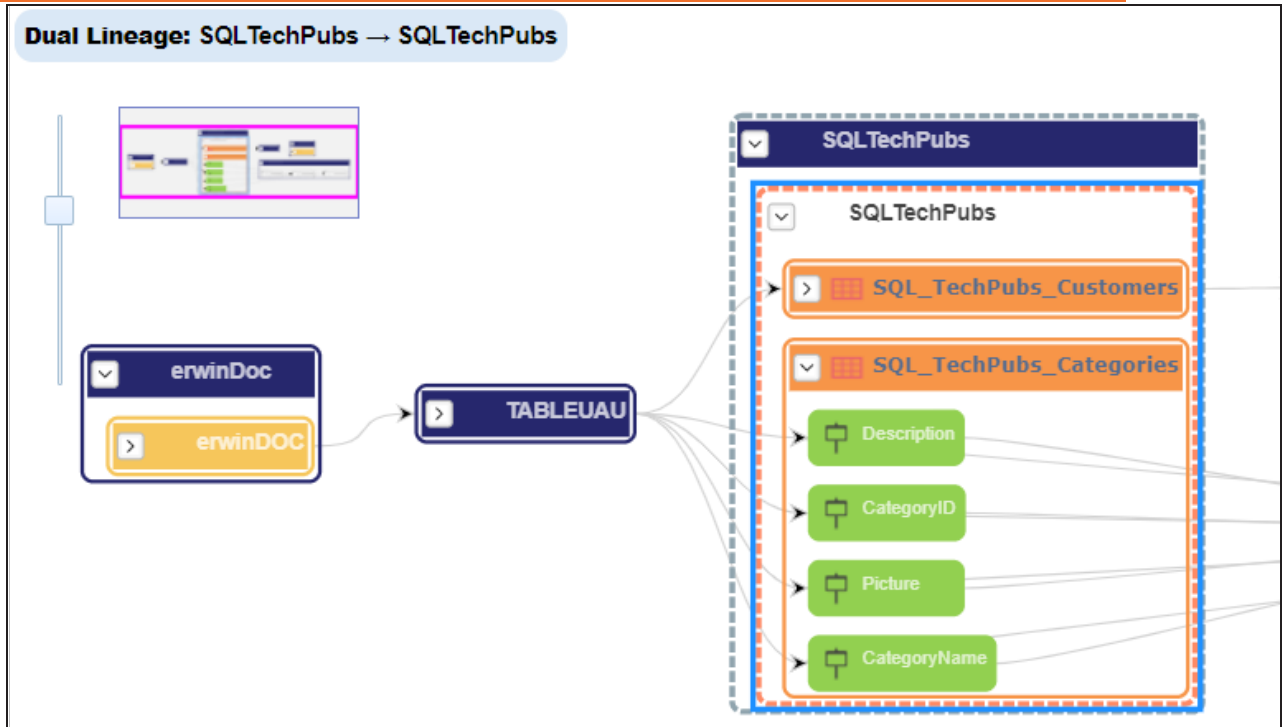 Dual Lineage: SQLTechPubs → SQLTechPubs
SQLTechPubs
SQLTechPubs
SQL_TechPubs_Customers
erwinDoc
SQL_TechPubs_Categories
TABLEUAU
erwinDOC
Description
CategoryID
Picture
CategoryName